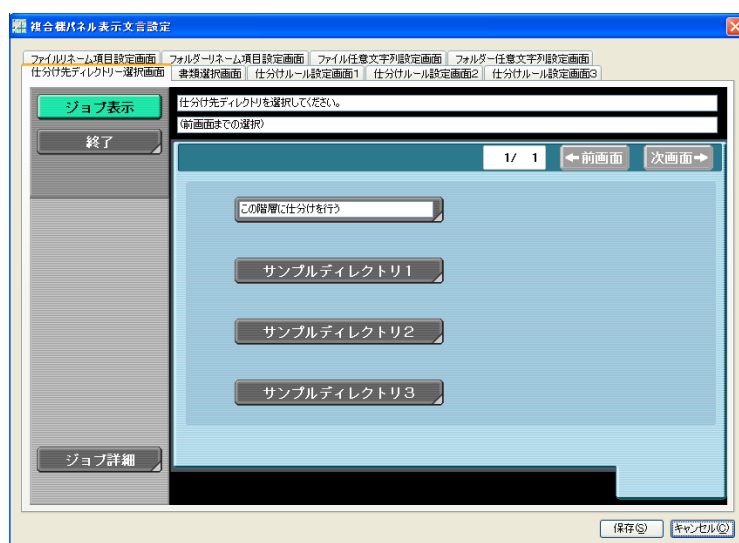 複合機パネル表示文言設定
ファイルリネーム項目設定画面 フォルダーリネーム項目設定画面 ファイル任意文字列設定画面 フォルダー任意文字列設定画面
仕分け先ディレクトリー選択画面 書類選択画面 仕分けルール設定画面1 仕分けルール設定画面2 仕分けルール設定画面3
ジョブ表示
仕分け先ディレクトリを選択してください。
(前画面までの選択)
終了
1/ 1 ←前画面 次画面→
この階層に仕分けを行う
サンプルディレクトリ1
サンプルディレクトリ2
サンプルディレクトリ3
ジョブ詳細
保存(S) キャンセル(C)